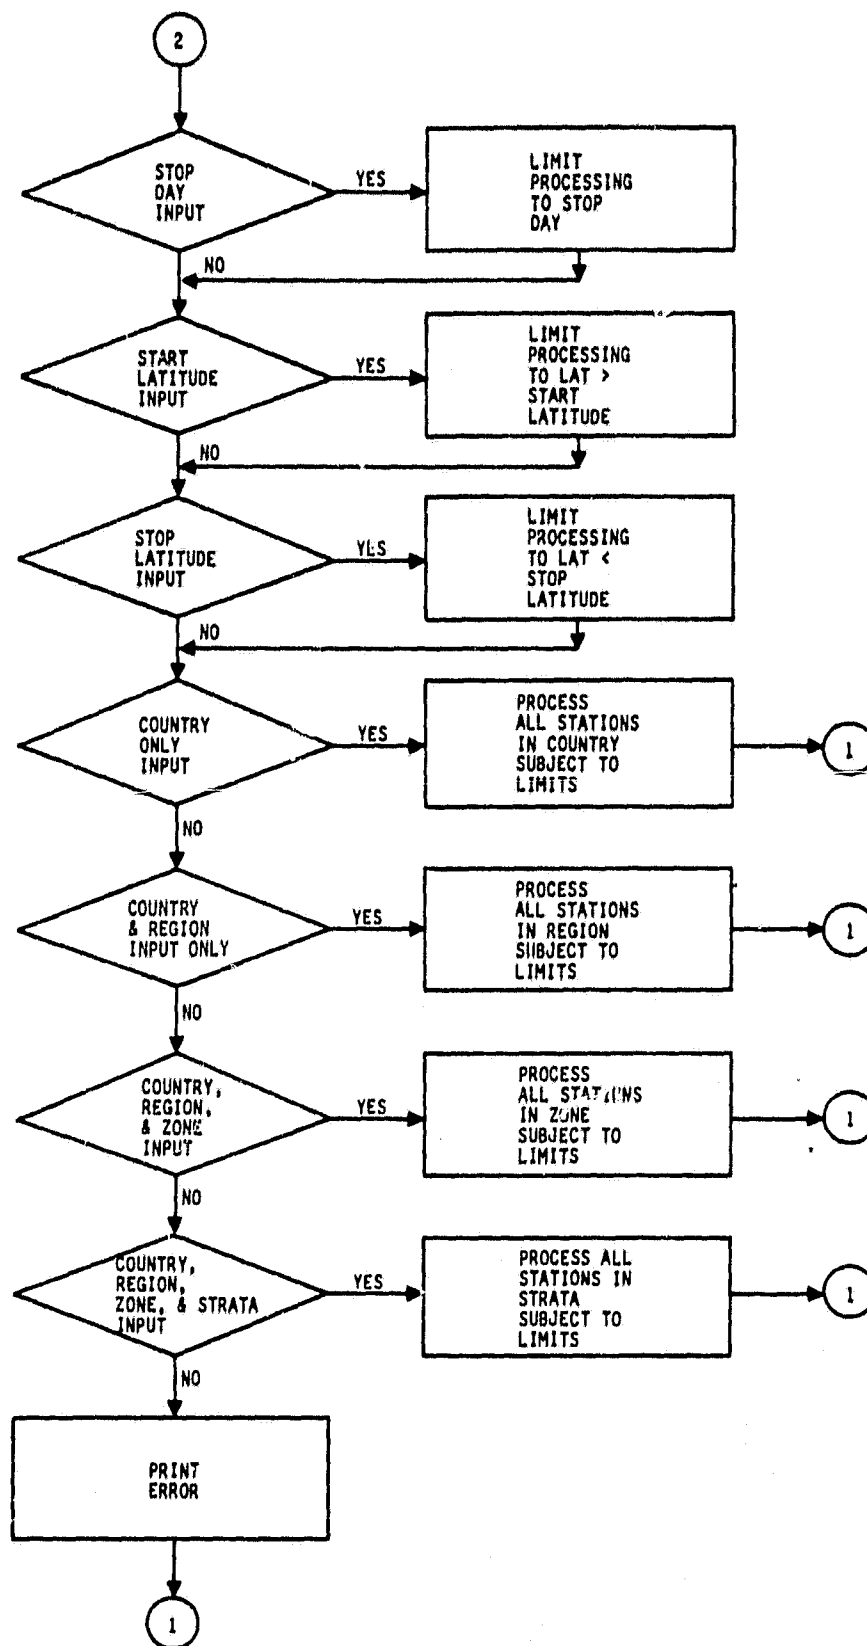 2
STOP
DAY
INPUT
YES
LIMIT
PROCESSING
TO STOP
DAY
NO
START
LATITUDE
INPUT
YES
LIMIT
PROCESSING
TO LAT >
START
LATITUDE
NO
STOP
LATITUDE
INPUT
YES
LIMIT
PROCESSING
TO LAT <
STOP
LATITUDE
NO
COUNTRY
ONLY
INPUT
YES
PROCESS
ALL STATIONS
IN COUNTRY
SUBJECT TO
LIMITS
1
NO
COUNTRY
& REGION
INPUT ONLY
YES
PROCESS
ALL STATIONS
IN REGION
SUBJECT TO
LIMITS
1
NO
COUNTRY,
REGION,
& ZONE
INPUT
YES
PROCESS
ALL STATIONS
IN ZONE
SUBJECT TO
LIMITS
1
NO
COUNTRY,
REGION,
ZONE, & STRATA
INPUT
YES
PROCESS ALL
STATIONS IN
STRATA
SUBJECT TO
LIMITS
1
NO
PRINT
ERROR
1